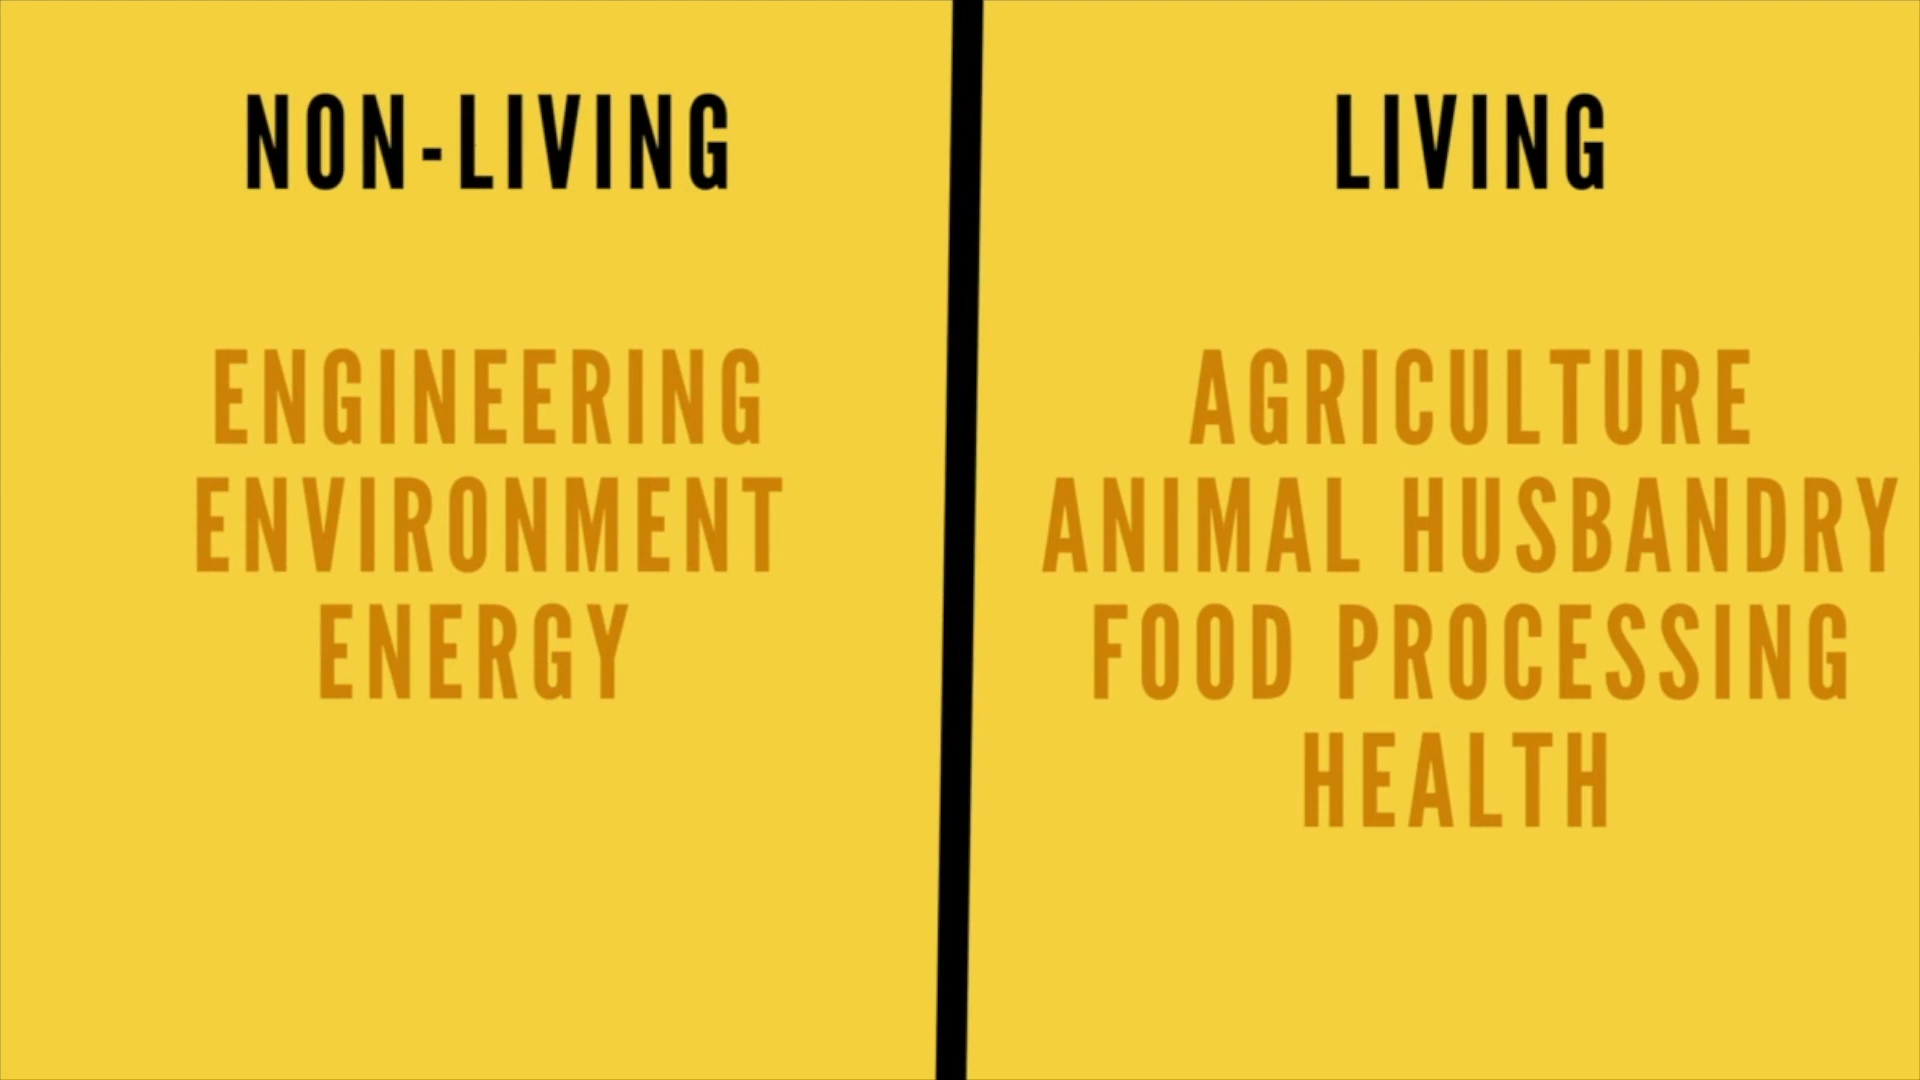 NON-LIVING
ENGINEERING
ENVIRONMENT
ENERGY
LIVING
AGRICULTURE
ANIMAL HUSBANDRY
FOOD PROCESSING
HEALTH